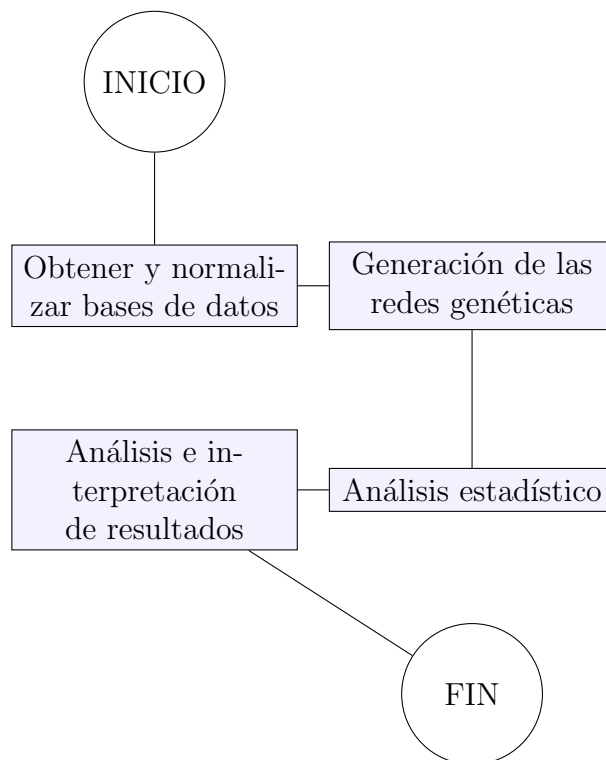 INICIO
Obtener y normali-
zar bases de datos
Generación de las
redes genéticas
Análisis e in-
terpretación
de resultados
Análisis estadístico
FIN